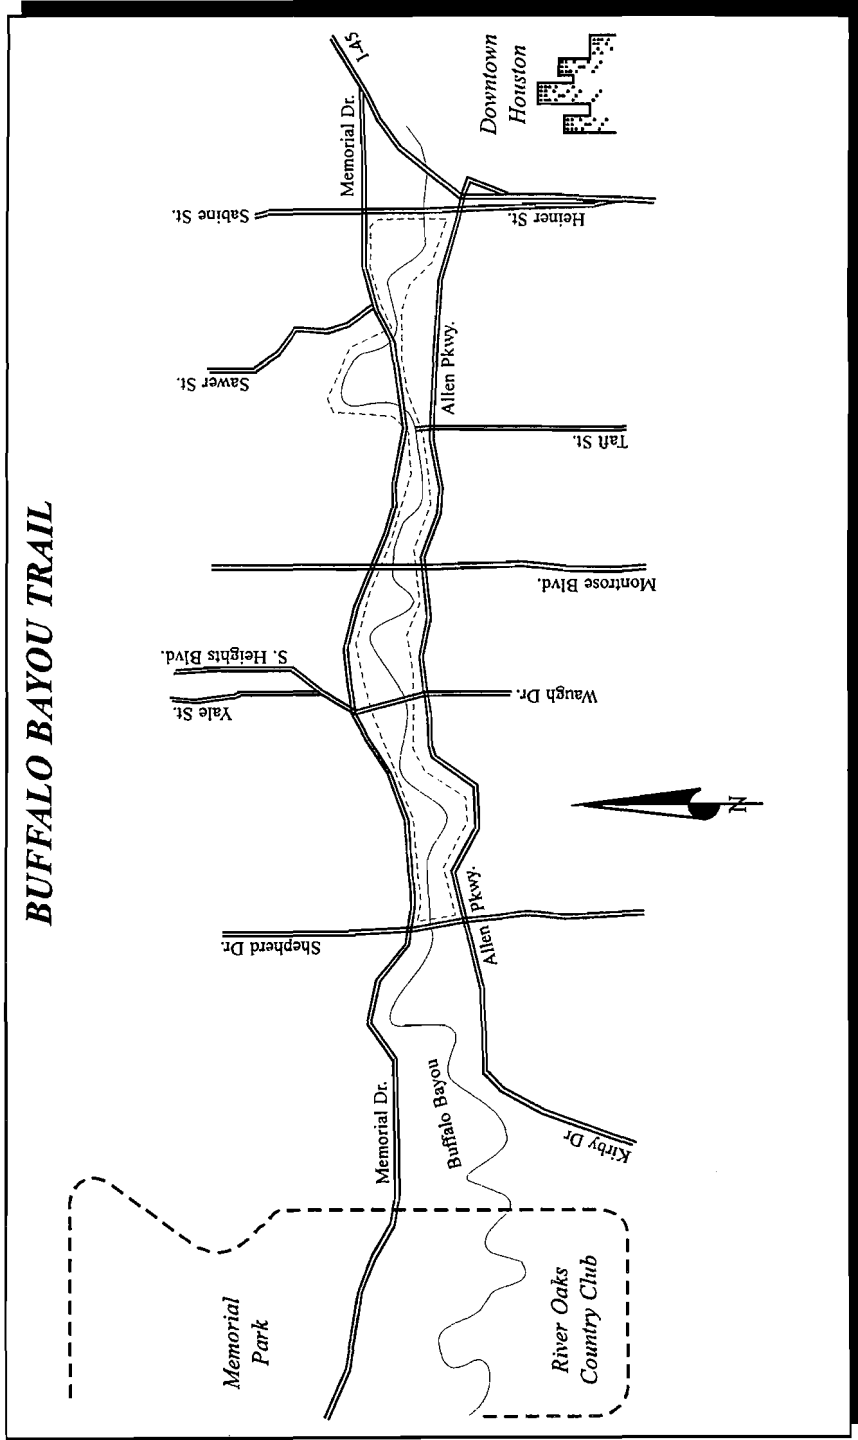 BUFFALO BAYOU TRAIL
I-45
Downtown
Houston
Memorial Dr.
Sabine St.
Heiner St.
Sawer St.
Allen Pkwy.
Taft St.
Montrose Blvd.
S. Heights Blvd.
Yale St.
Waugh Dr.
N
Shepherd Dr.
Allen Pkwy.
Memorial Dr.
Buffalo Bayou
Kirby Dr
Memorial
Park
River Oaks
Country Club